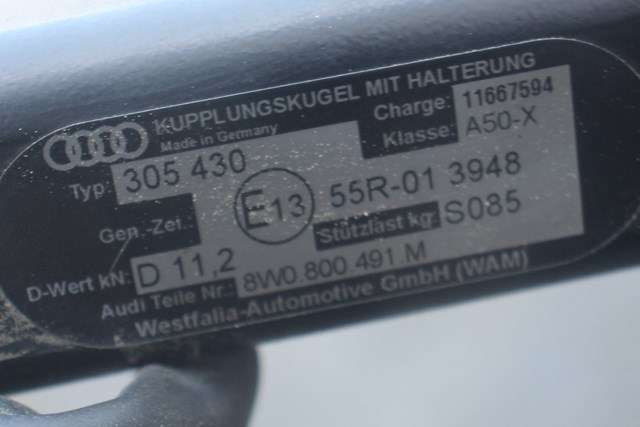 KUPPLUNGSKUGEL MIT HALTERUNG
Made in Germany
Charge: 11667594
Typ: 305 430
Klasse: A50-X
Gen.-Zei.: E13 55R-01 3948
D-Wert kN: D 11,2 Stützlast kg: S085
Audi Teile Nr.: 8W0.800 491.M
Westfalia-Automotive GmbH (WAM)